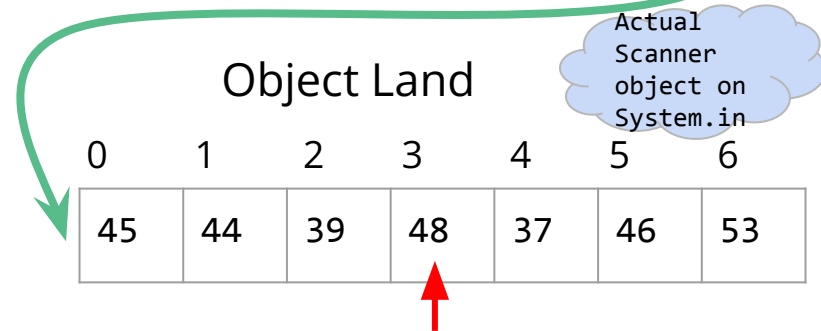 Actual
Scanner
object on
System.in
Object Land
0 1 2 3 4 5 6
45 44 39 48 37 46 53